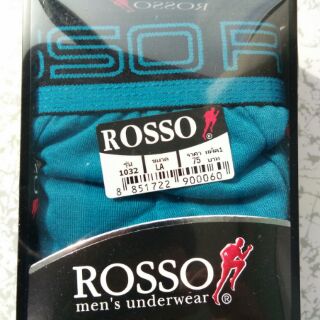 ROSSO
SO R
ROSSO ®
รุ่น ขนาด ราคา
1032 LA 75 บาท
8 851722 900060
ROSSO
men's underwear ®